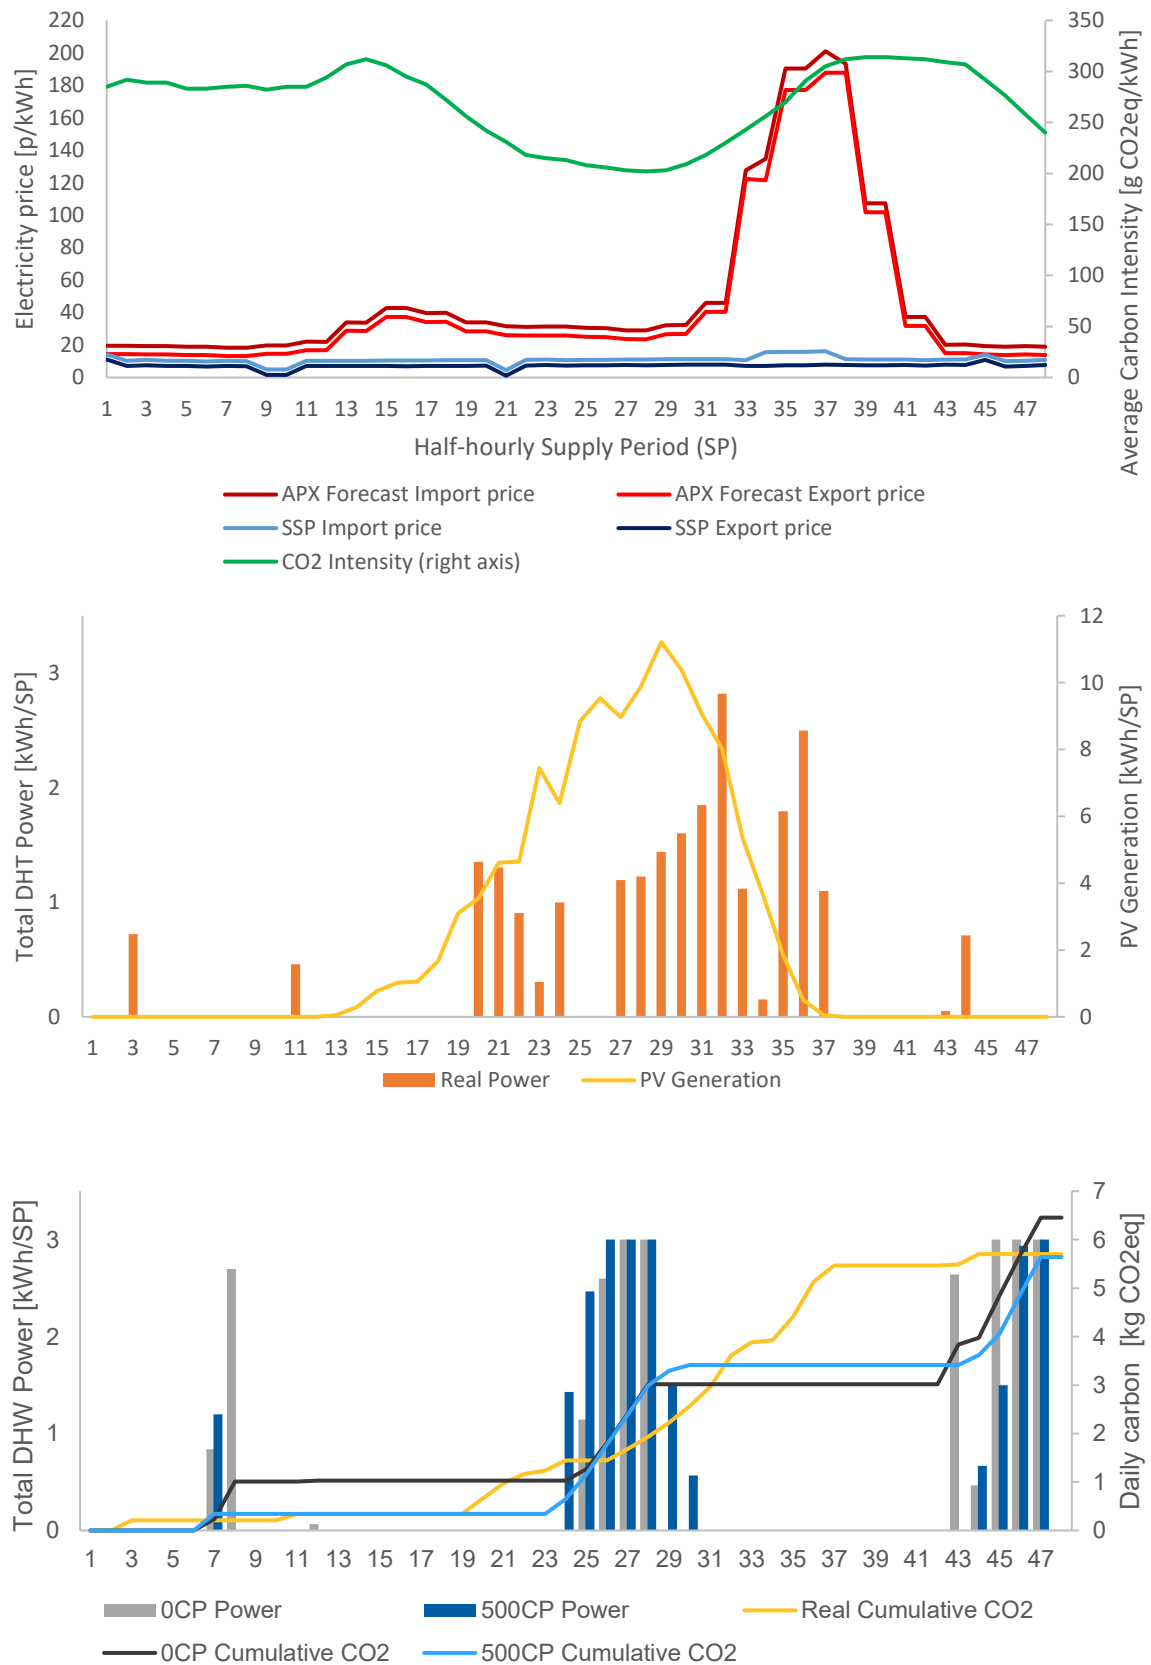 220
200
180
160
140
120
100
80
60
40
20
0
Electricity price [p/kWh]
350
300
250
200
150
100
50
0
Average Carbon Intensity [g CO2eq/kWh]
1 3 5 7 9 11 13 15 17 19 21 23 25 27 29 31 33 35 37 39 41 43 45 47
Half-hourly Supply Period (SP)
APX Forecast Import price APX Forecast Export price
SSP Import price SSP Export price
CO2 Intensity (right axis)
3
2
1
0
Total DHT Power [kWh/SP]
12
10
8
6
4
2
0
PV Generation [kWh/SP]
1 3 5 7 9 11 13 15 17 19 21 23 25 27 29 31 33 35 37 39 41 43 45 47
Real Power PV Generation
3
2
1
0
Total DHW Power [kWh/SP]
7
6
5
4
3
2
1
0
Daily carbon [kg CO2eq]
1 3 5 7 9 11 13 15 17 19 21 23 25 27 29 31 33 35 37 39 41 43 45 47
0CP Power 500CP Power Real Cumulative CO2
0CP Cumulative CO2 500CP Cumulative CO2